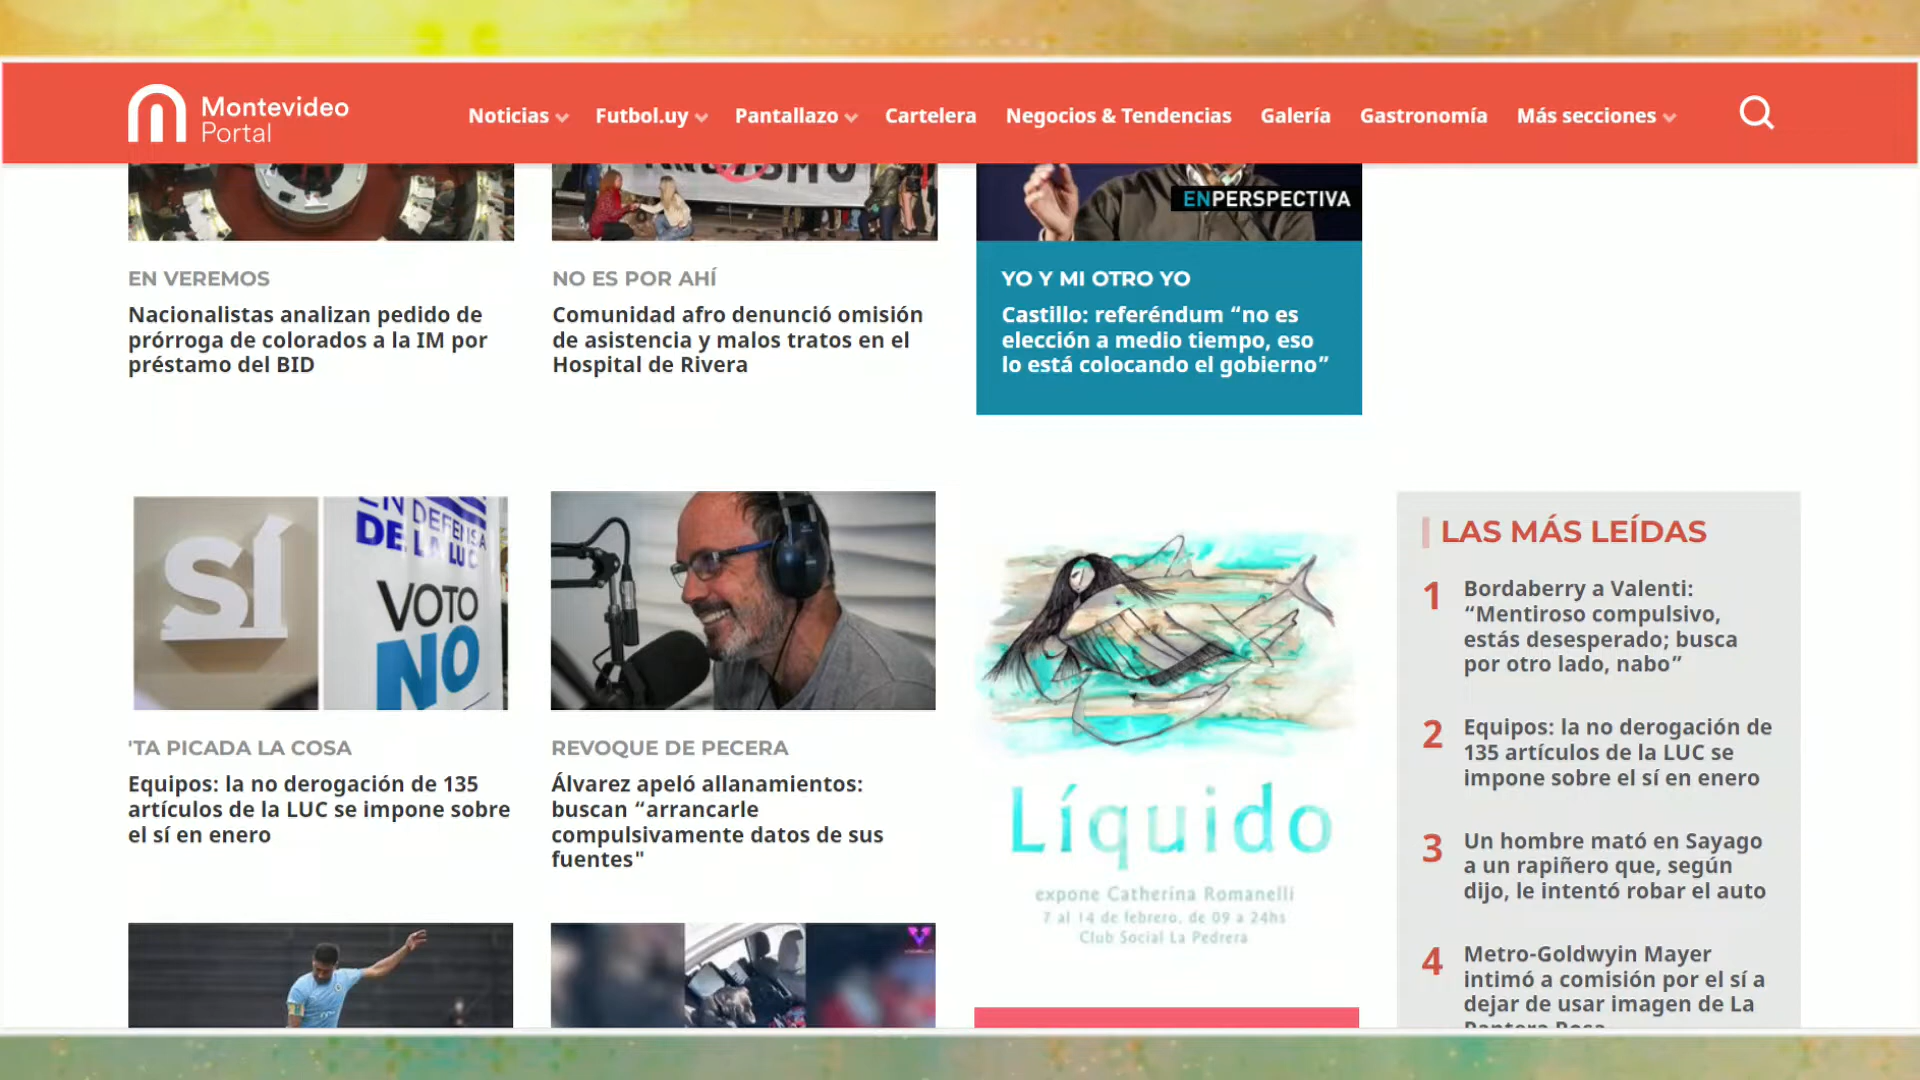 Montevideo
Portal
Noticias
Futbol.uy
Pantallazo
Cartelera
Negocios & Tendencias
Galería
Gastronomía
Más secciones
ENPERSPECTIVA
EN VEREMOS
Nacionalistas analizan pedido de
prórroga de colorados a la IM por
préstamo del BID
NO ES POR AHÍ
Comunidad afro denunció omisión
de asistencia y malos tratos en el
Hospital de Rivera
YO Y MI OTRO YO
Castillo: referéndum “no es
elección a medio tiempo, eso
lo está colocando el gobierno”
SÍ
EN DEFENSA
DE LA LUC
VOTO
NO
'TA PICADA LA COSA
Equipos: la no derogación de 135
artículos de la LUC se impone sobre
el sí en enero
REVOQUE DE PECERA
Álvarez apeló allanamientos:
buscan “arrancarle
compulsivamente datos de sus
fuentes"
Líquido
expone Catherina Romanelli
7 al 14 de febrero, de 09 a 24hs
Club Social La Pedrera
LAS MÁS LEÍDAS
1 Bordaberry a Valenti:
“Mentiroso compulsivo,
estás desesperado; busca
por otro lado, nabo”
2 Equipos: la no derogación de
135 artículos de la LUC se
impone sobre el sí en enero
3 Un hombre mató en Sayago
a un rapiñero que, según
dijo, le intentó robar el auto
4 Metro-Goldwyin Mayer
intimó a comisión por el sí a
dejar de usar imagen de La
Pantera Rosa